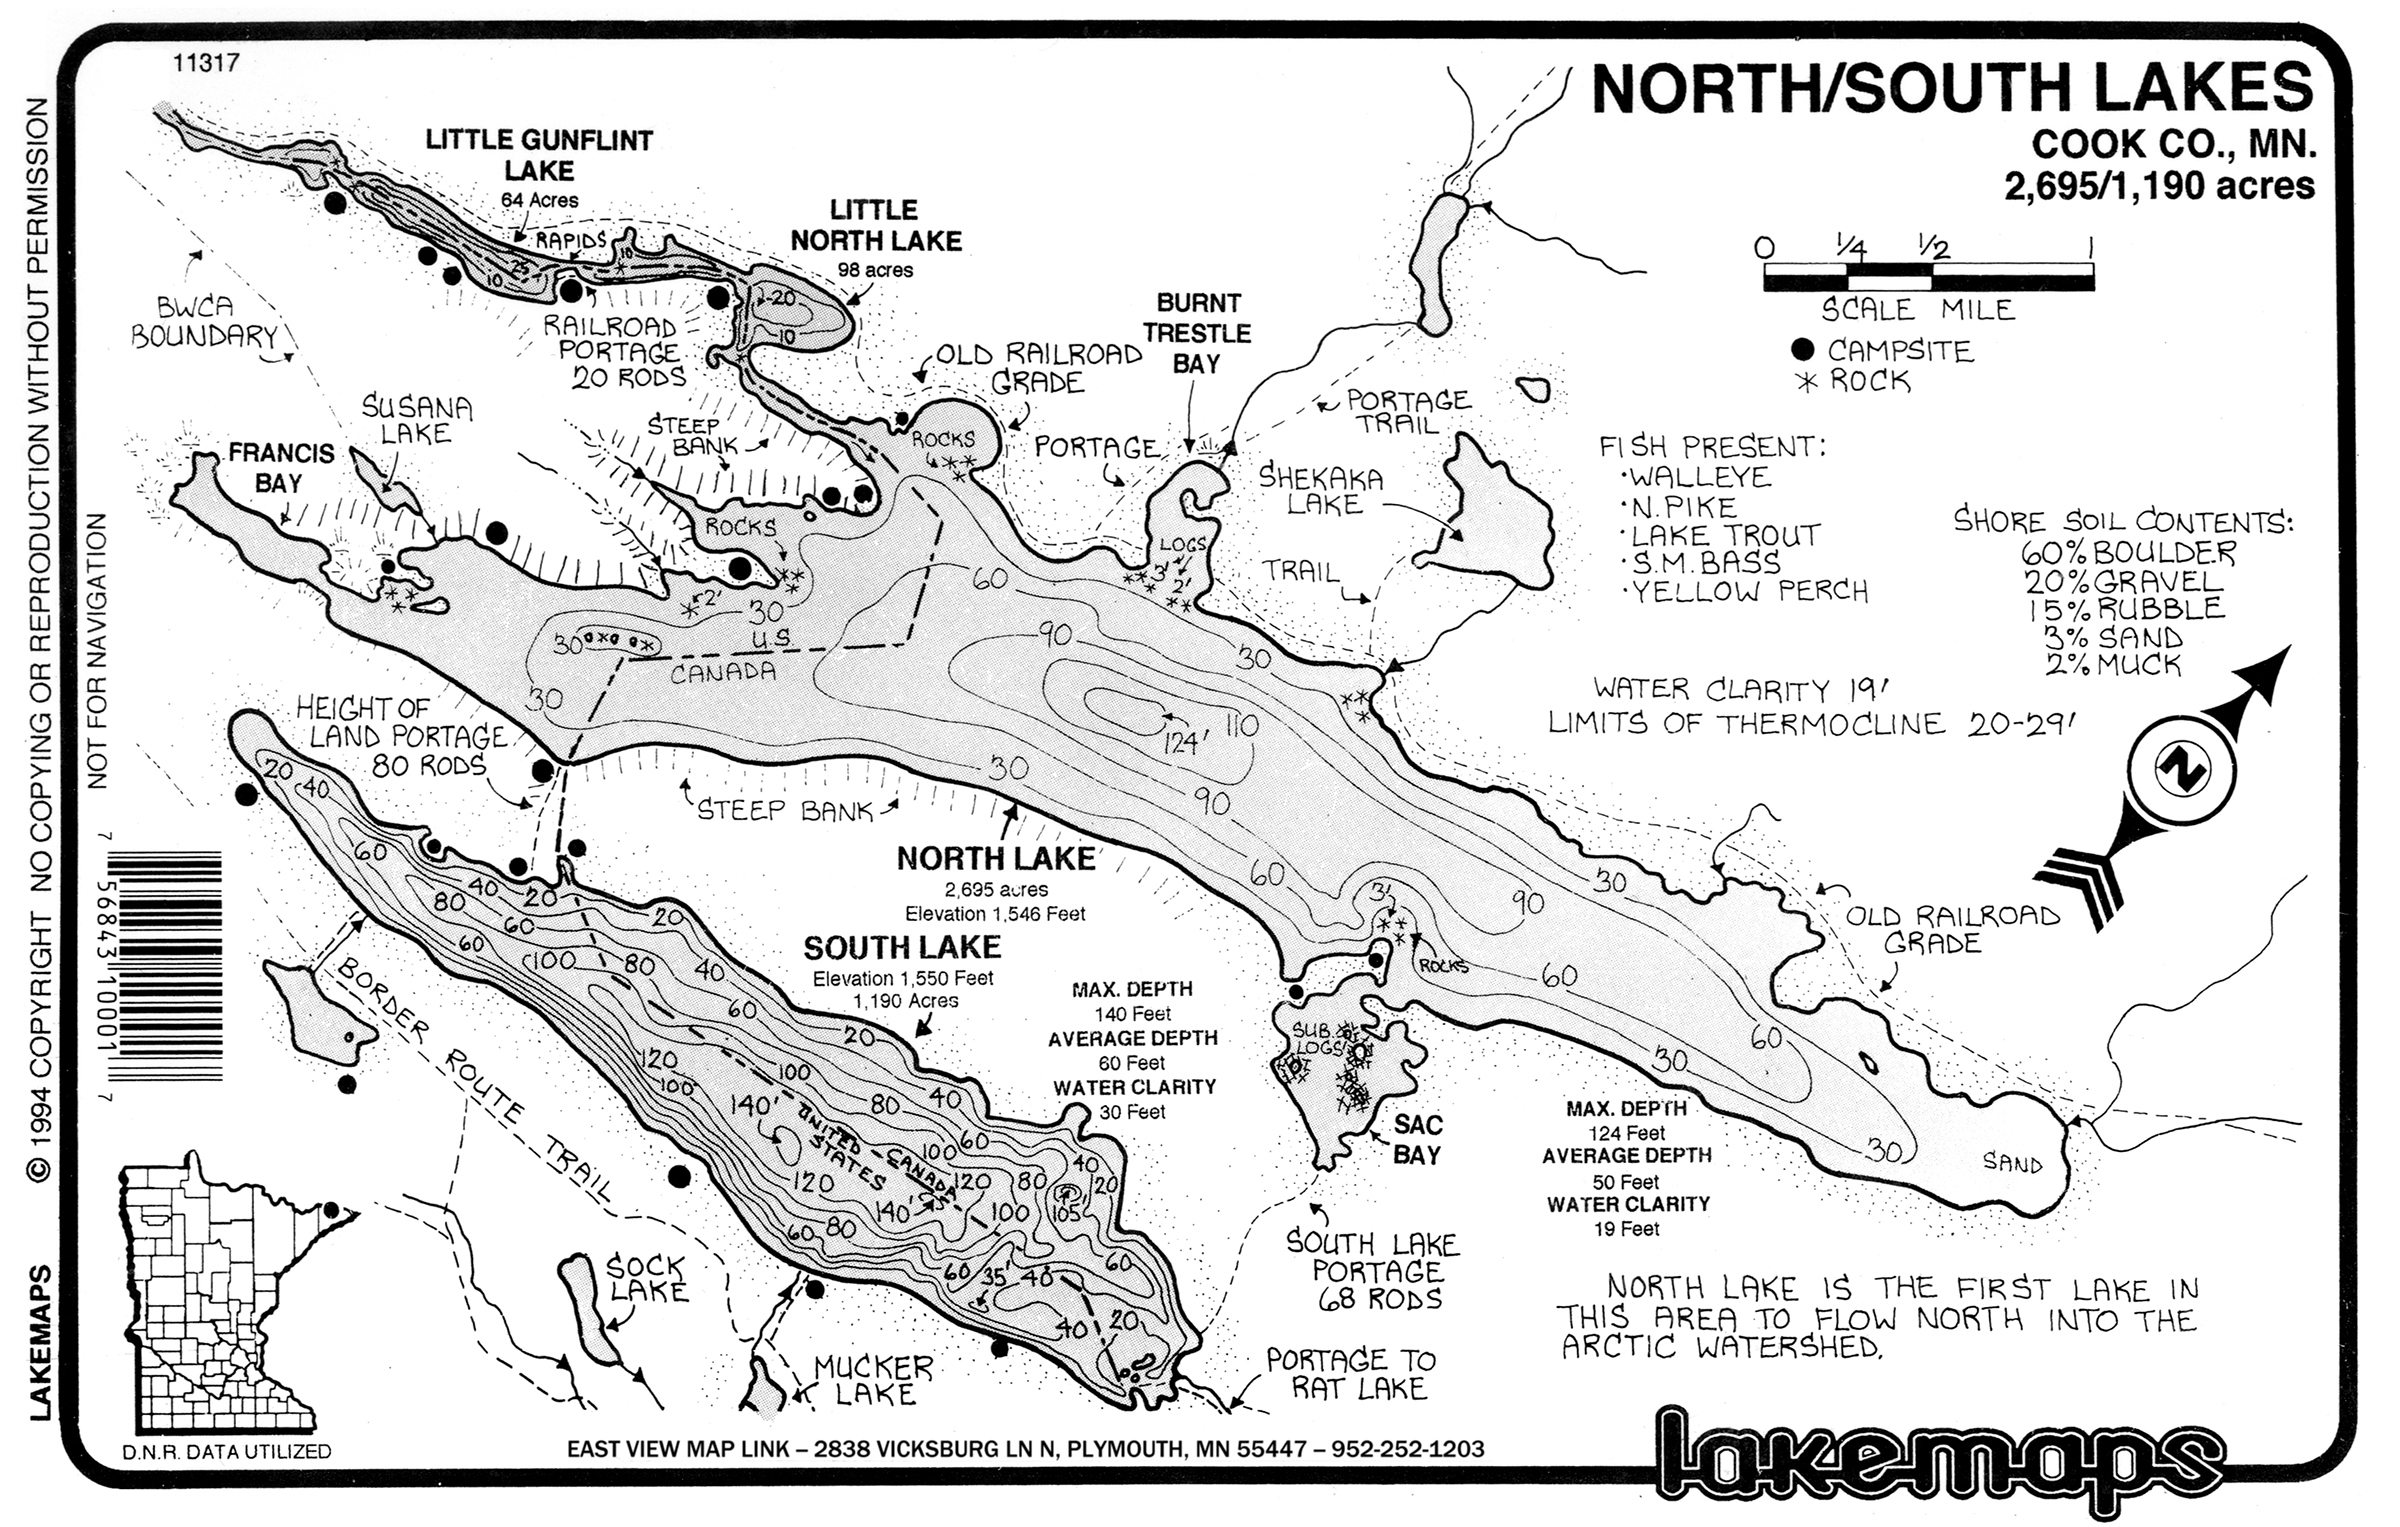 11317
NORTH/SOUTH LAKES
COOK CO., MN.
2,695/1,190 acres
0 1/4 1/2 1
SCALE MILE
CAMPSITE
ROCK
LITTLE GUNFLINT
LAKE
64 Acres
RAPIDS
LITTLE
NORTH LAKE
98 acres
25
10
10
20
10
RAILROAD
PORTAGE
20 RODS
BWCA
BOUNDARY
BURNT
TRESTLE
BAY
OLD RAILROAD
GRADE
PORTAGE
TRAIL
PORTAGE
SUSANA
LAKE
STEEP
BANK
ROCKS
FRANCIS
BAY
ROCKS
SHEKAKA
LAKE
LOGS
3'
2'
TRAIL
FISH PRESENT:
·WALLEYE
·N.PIKE
·LAKE TROUT
·S.M.BASS
·YELLOW PERCH
SHORE SOIL CONTENTS:
60% BOULDER
20% GRAVEL
15% RUBBLE
3% SAND
2% MUCK
WATER CLARITY 19'
LIMITS OF THERMOCLINE 20-29'
N
2'
30
60
30
U.S.
CANADA
90
30
30
110
124'
30
90
60
3'
ROCKS
90
30
60
60
30
30
SAND
OLD RAILROAD
GRADE
HEIGHT OF
LAND PORTAGE
80 RODS
STEEP BANK
NORTH LAKE
2,695 acres
Elevation 1,546 Feet
SOUTH LAKE
Elevation 1,550 Feet
1,190 Acres
MAX. DEPTH
140 Feet
AVERAGE DEPTH
60 Feet
WATER CLARITY
30 Feet
SUB.
LOGS
SAC
BAY
MAX. DEPTH
124 Feet
AVERAGE DEPTH
50 Feet
WATER CLARITY
19 Feet
20
40
60
80
40
20
60
60
100
20
80
40
60
20
120
100
100
140'
80
40
UNITED
STATES
CANADA
100
60
120
120
80
40
20
140'
100
105'
60
80
60
35'
40
60
40
20
BORDER ROUTE TRAIL
SOCK
LAKE
MUCKER
LAKE
SOUTH LAKE
PORTAGE
68 RODS
PORTAGE TO
RAT LAKE
NORTH LAKE IS THE FIRST LAKE IN
THIS AREA TO FLOW NORTH INTO THE
ARCTIC WATERSHED.
D.N.R. DATA UTILIZED
EAST VIEW MAP LINK – 2838 VICKSBURG LN N, PLYMOUTH, MN 55447 – 952-252-1203
lakemaps
LAKEMAPS © 1994 COPYRIGHT NO COPYING OR REPRODUCTION WITHOUT PERMISSION
NOT FOR NAVIGATION
7 56843 10001 7